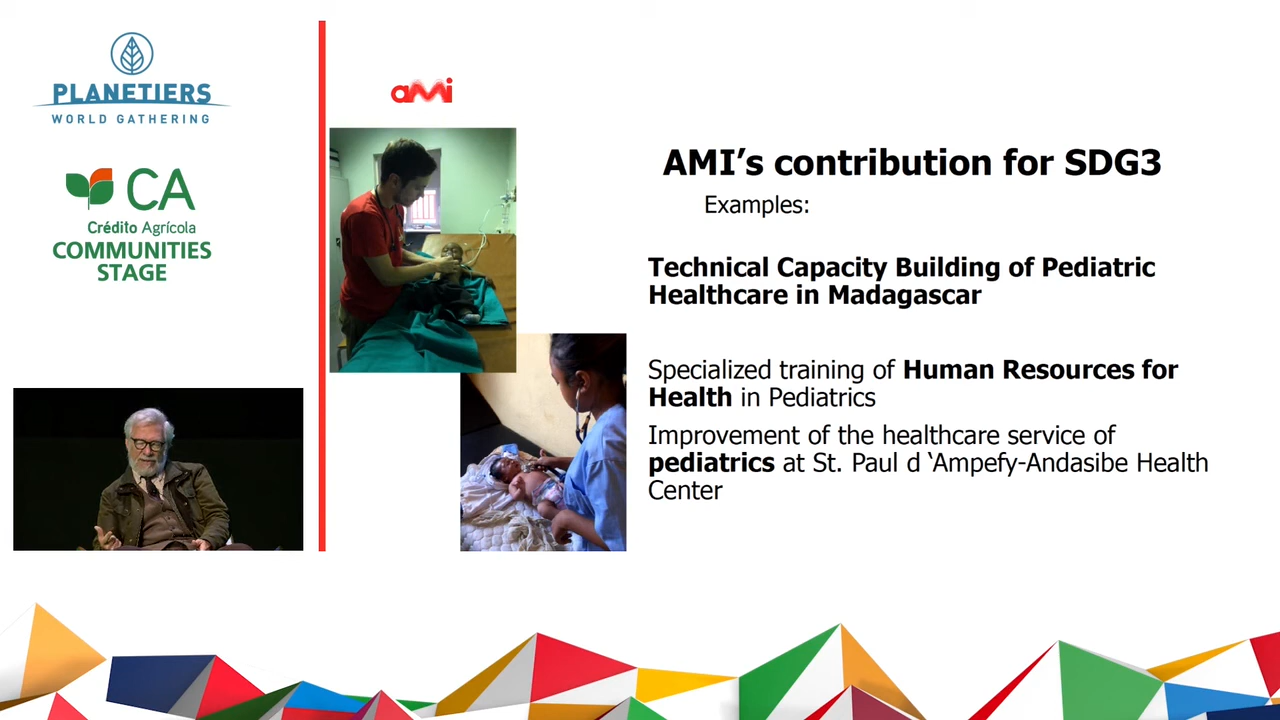 PLANETIERS
WORLD GATHERING
CA
Crédito Agrícola
COMMUNITIES
STAGE
aMi
AMI’s contribution for SDG3
Examples:
Technical Capacity Building of Pediatric
Healthcare in Madagascar
Specialized training of Human Resources for
Health in Pediatrics
Improvement of the healthcare service of
pediatrics at St. Paul d ‘Ampefy-Andasibe Health
Center